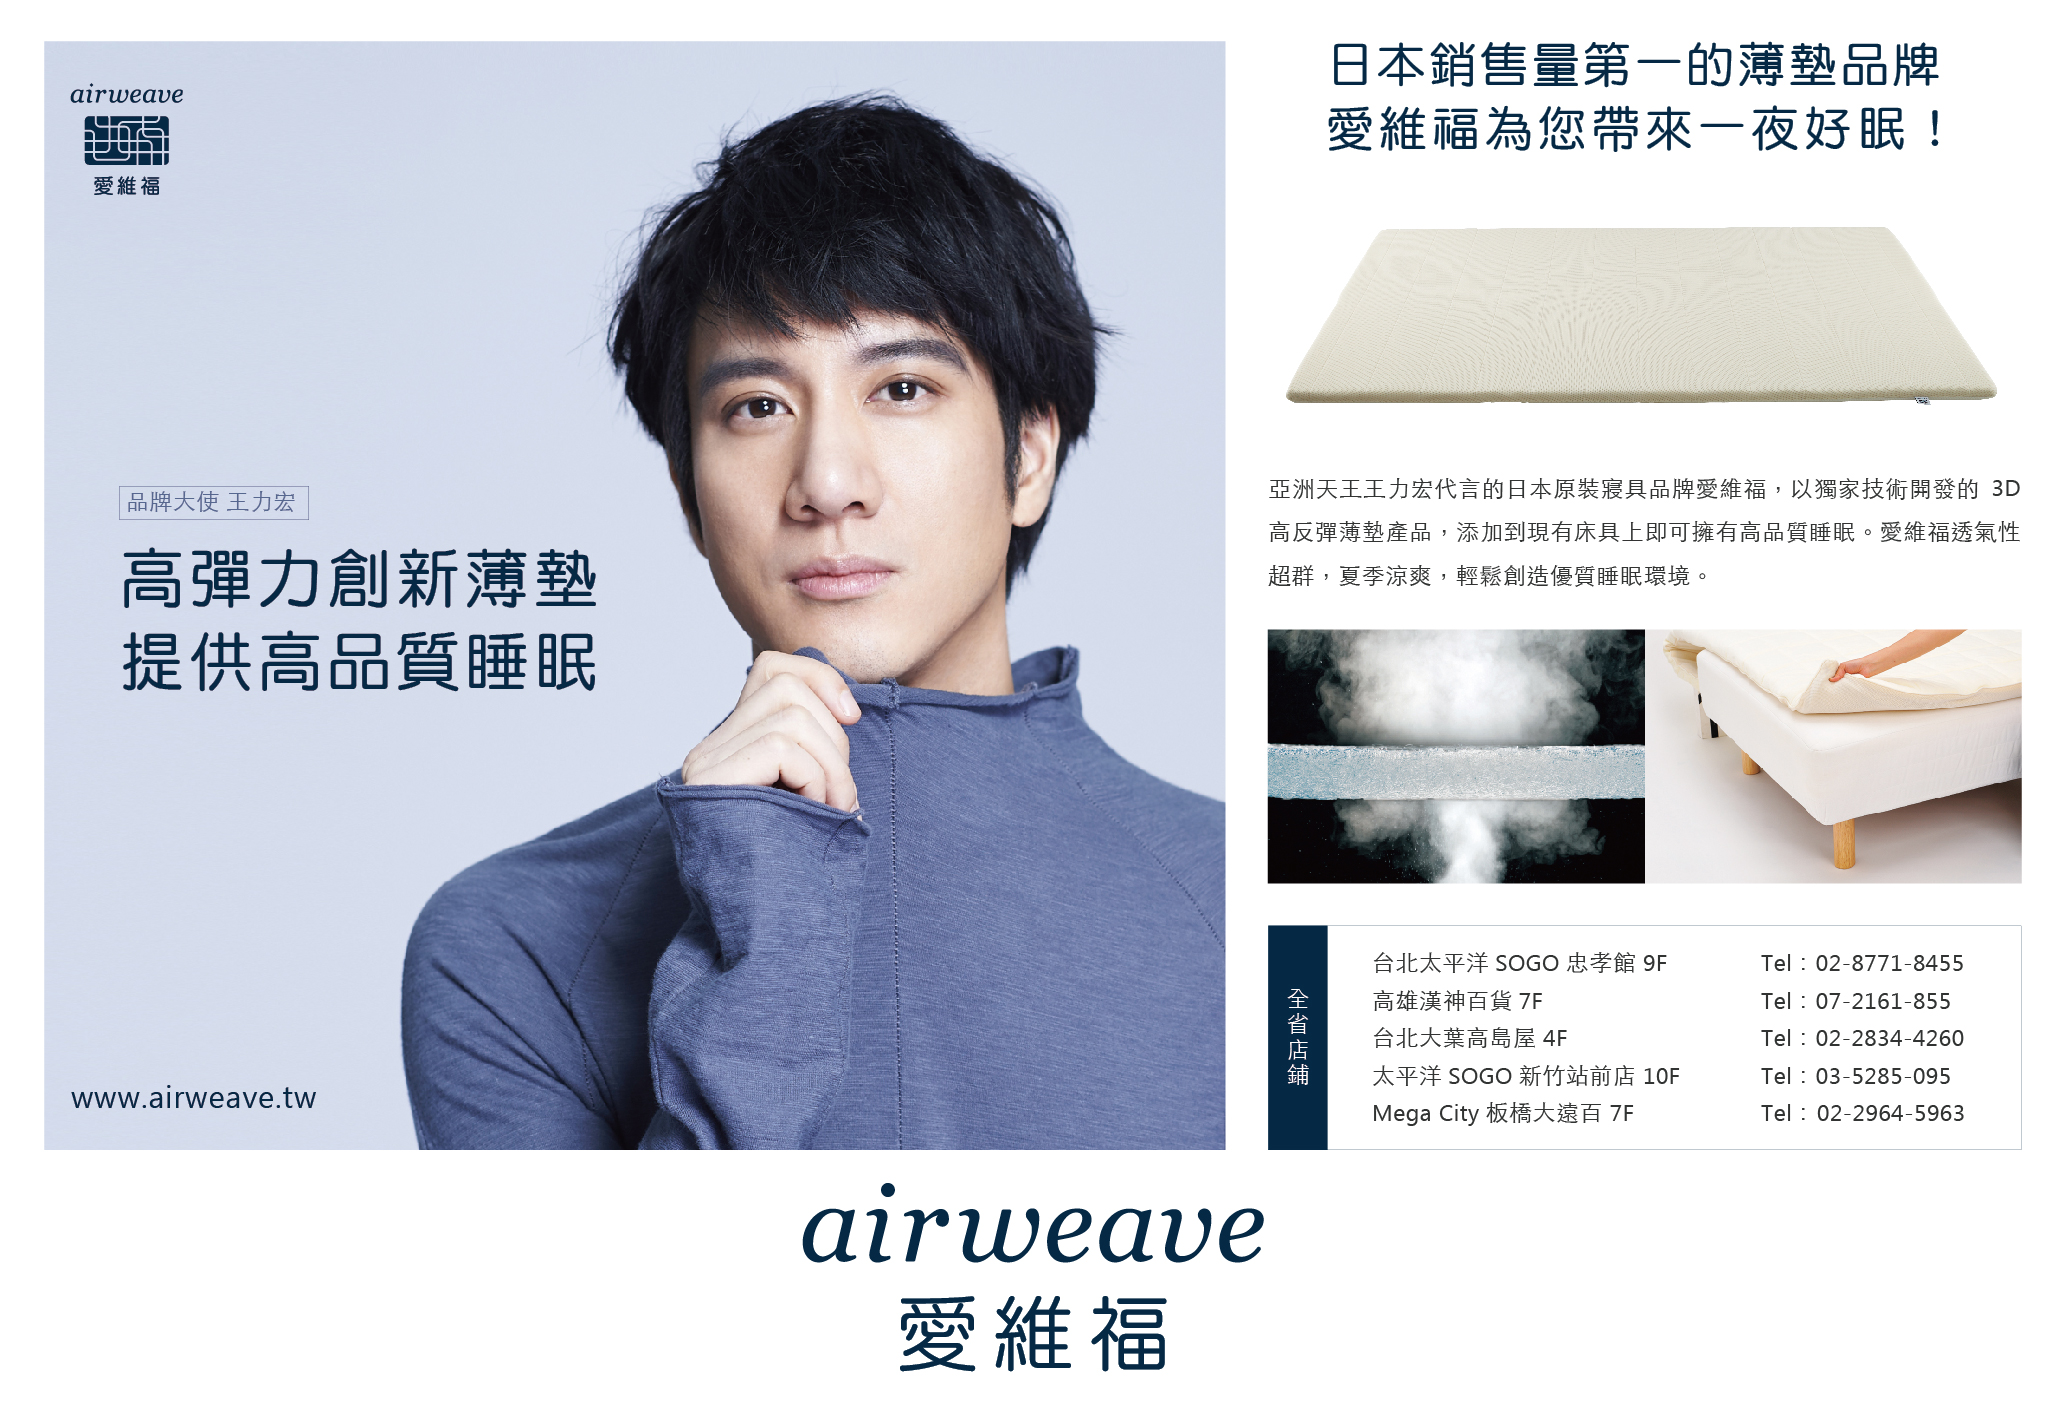 airweave
愛維福
品牌大使 王力宏
高彈力創新薄墊
提供高品質睡眠
www.airweave.tw
日本銷售量第一的薄墊品牌
愛維福為您帶來一夜好眠！
亞洲天王王力宏代言的日本原裝寢具品牌愛維福，以獨家技術開發的 3D
高反彈薄墊產品，添加到現有床具上即可擁有高品質睡眠。愛維福透氣性
超群，夏季涼爽，輕鬆創造優質睡眠環境。
全省店鋪
台北太平洋 SOGO 忠孝館 9F Tel：02-8771-8455
高雄漢神百貨 7F Tel：07-2161-855
台北大葉高島屋 4F Tel：02-2834-4260
太平洋 SOGO 新竹站前店 10F Tel：03-5285-095
Mega City 板橋大遠百 7F Tel：02-2964-5963
airweave
愛維福